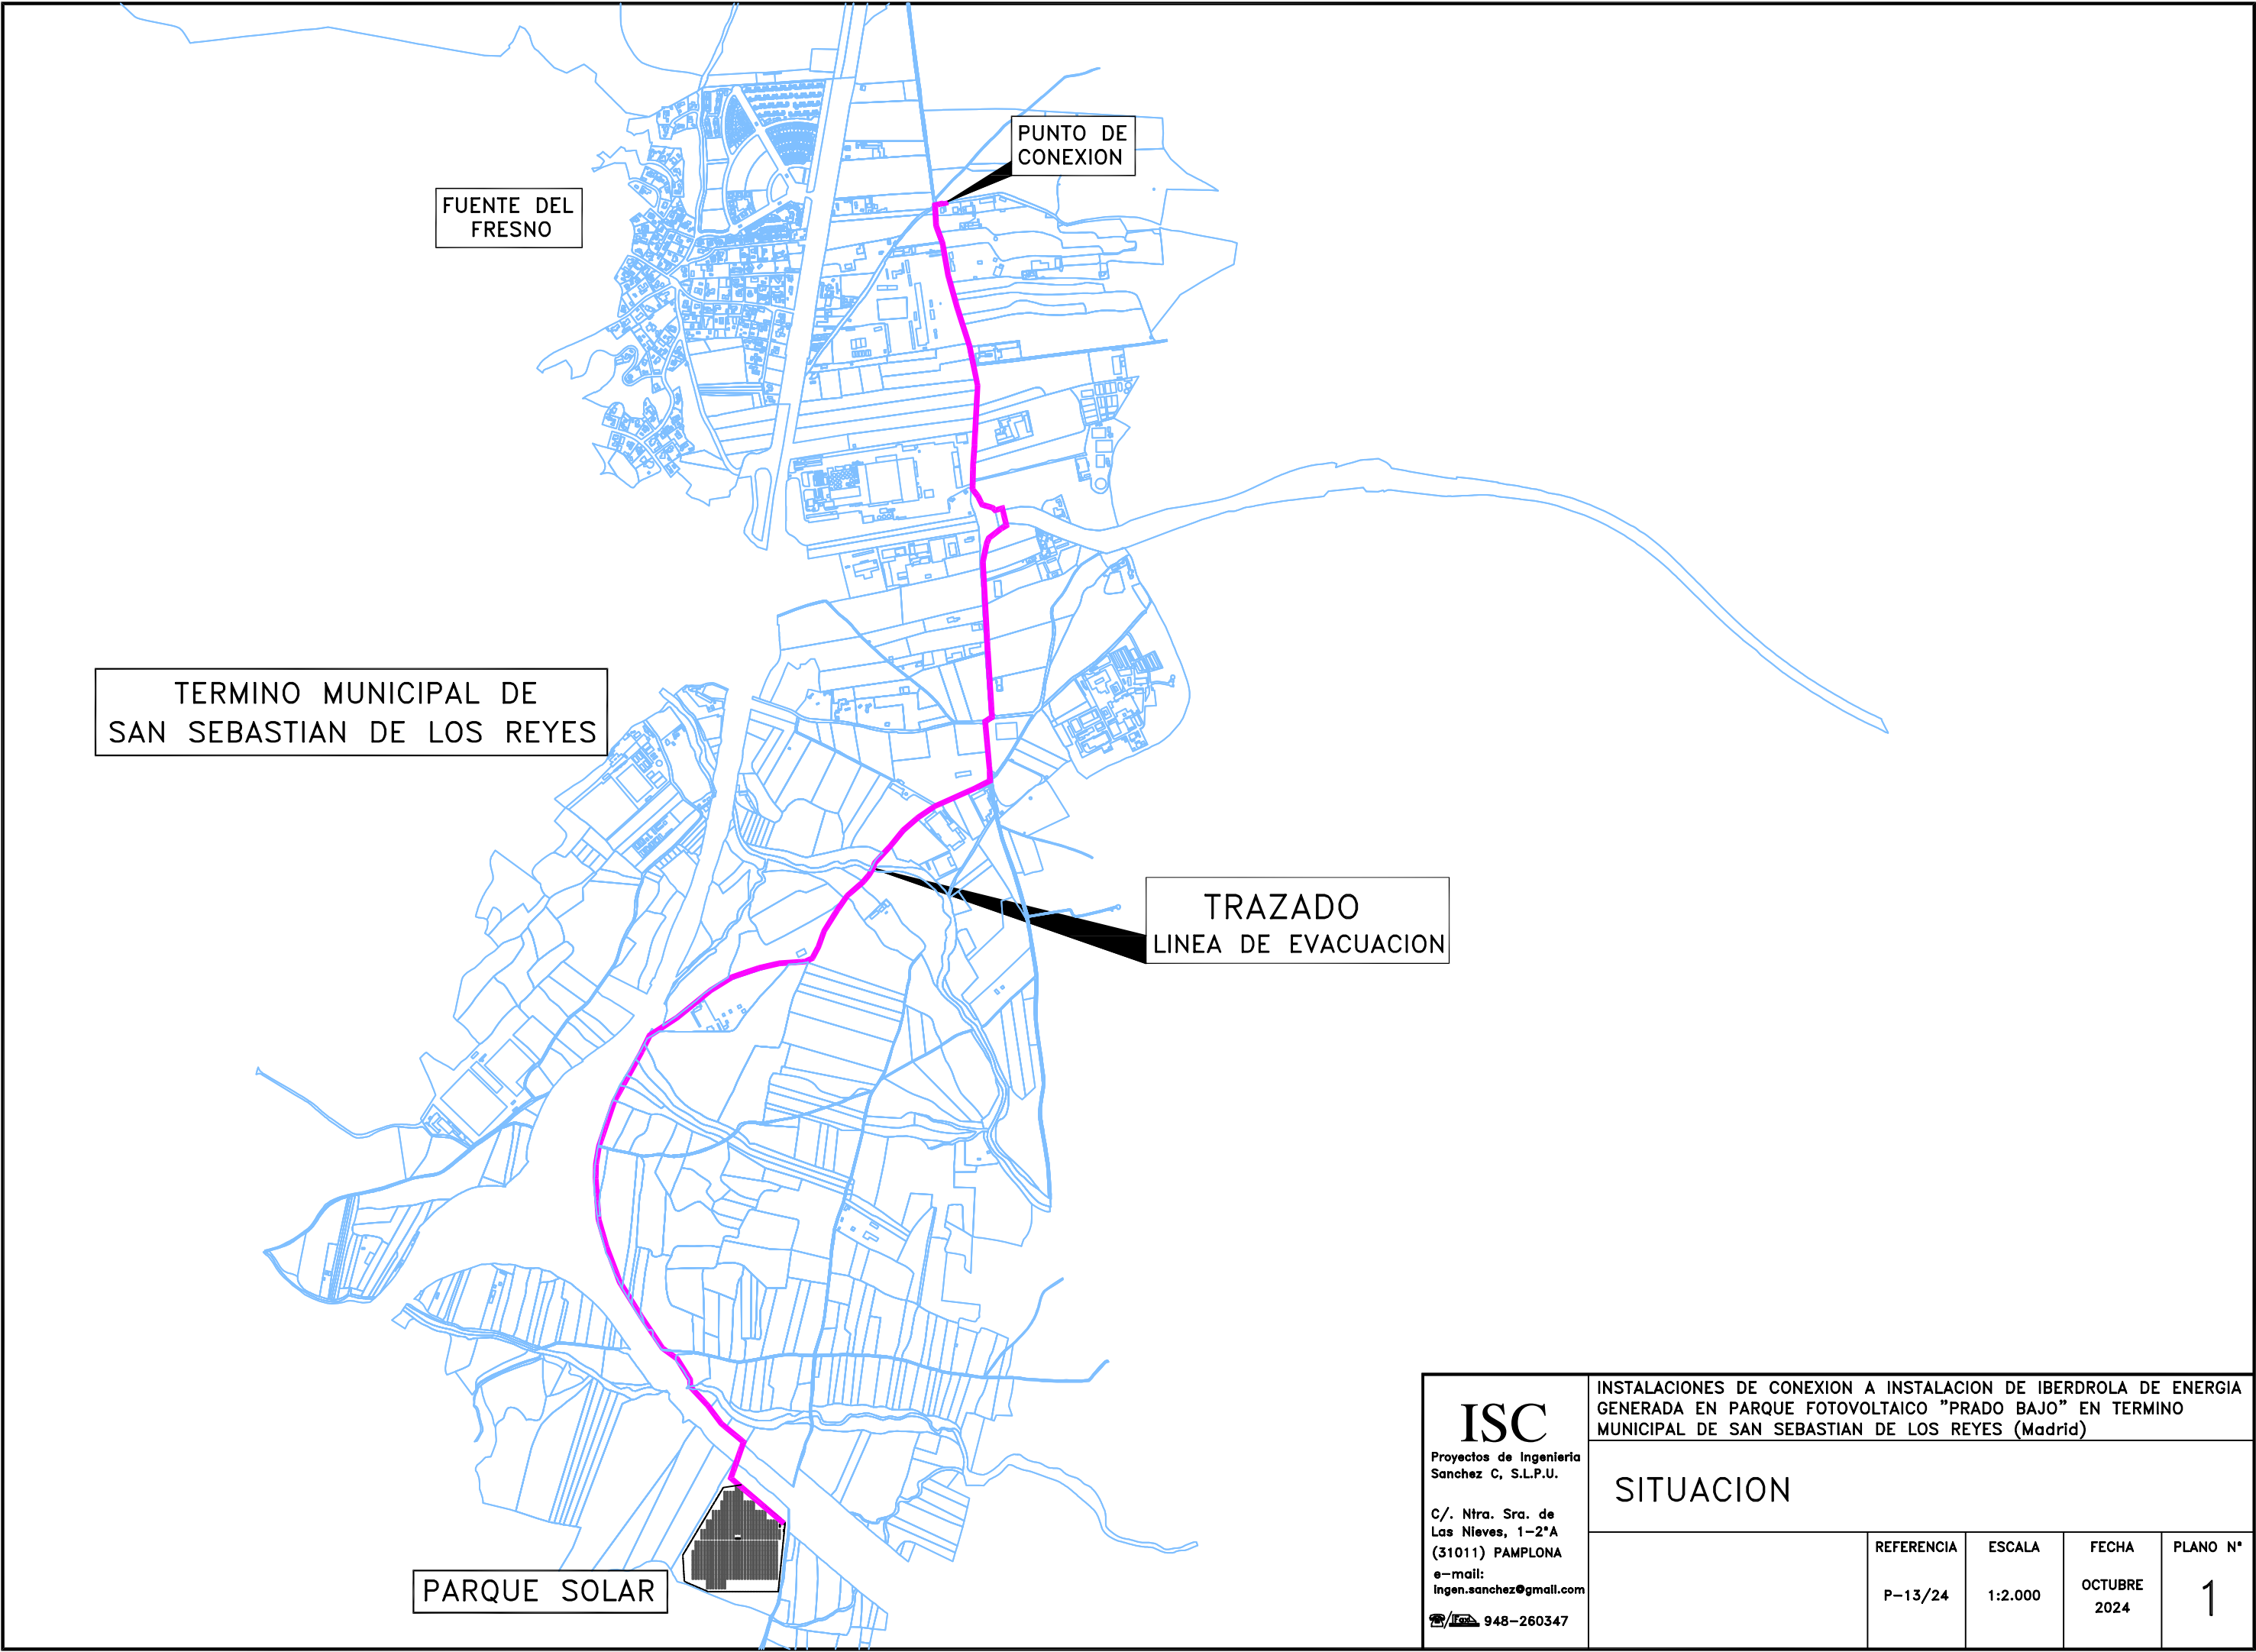 PUNTO DE
CONEXION
FUENTE DEL
FRESNO
TERMINO MUNICIPAL DE
SAN SEBASTIAN DE LOS REYES
TRAZADO
LINEA DE EVACUACION
PARQUE SOLAR
ISC
Proyectos de Ingenieria
Sanchez C, S.L.P.U.
C/. Ntra. Sra. de
Las Nieves, 1-2ªA
(31011) PAMPLONA
e-mail:
ingen.sanchez@gmail.com
Fax 948-260347
INSTALACIONES DE CONEXION A INSTALACION DE IBERDROLA DE ENERGIA
GENERADA EN PARQUE FOTOVOLTAICO "PRADO BAJO" EN TERMINO
MUNICIPAL DE SAN SEBASTIAN DE LOS REYES (Madrid)
SITUACION
REFERENCIA
P-13/24
ESCALA
1:2.000
FECHA
OCTUBRE
2024
PLANO Nº
1